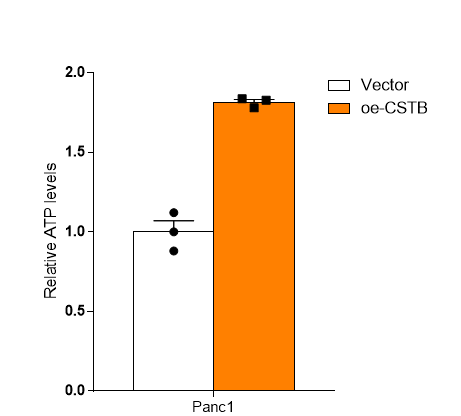 2.0
1.5
1.0
0.5
0.0
Relative ATP levels
Panc1
Vector
oe-CSTB